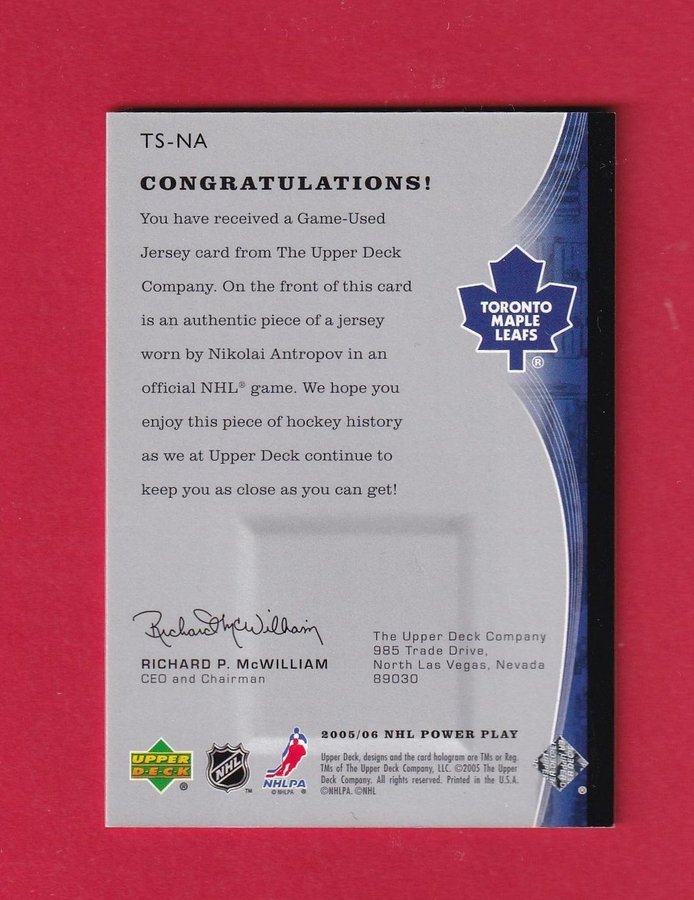 TS-NA
CONGRATULATIONS!
You have received a Game-Used
Jersey card from The Upper Deck
Company. On the front of this card
is an authentic piece of a jersey
worn by Nikolai Antropov in an
official NHL® game. We hope you
enjoy this piece of hockey history
as we at Upper Deck continue to
keep you as close as you can get!
TORONTO
MAPLE
LEAFS
®
Richard McWilliam
RICHARD P. McWILLIAM
CEO and Chairman
The Upper Deck Company
985 Trade Drive,
North Las Vegas, Nevada
89030
2005/06 NHL POWER PLAY
Upper Deck, designs and the card hologram are TMs or Reg.
TMs of The Upper Deck Company, LLC. ©2005 The Upper
Deck Company. All rights reserved. Printed in the U.S.A.
©NHLPA. ©NHL
UPPER
DECK
®
NHL
TM
NHLPA
®
©NHLPA
®